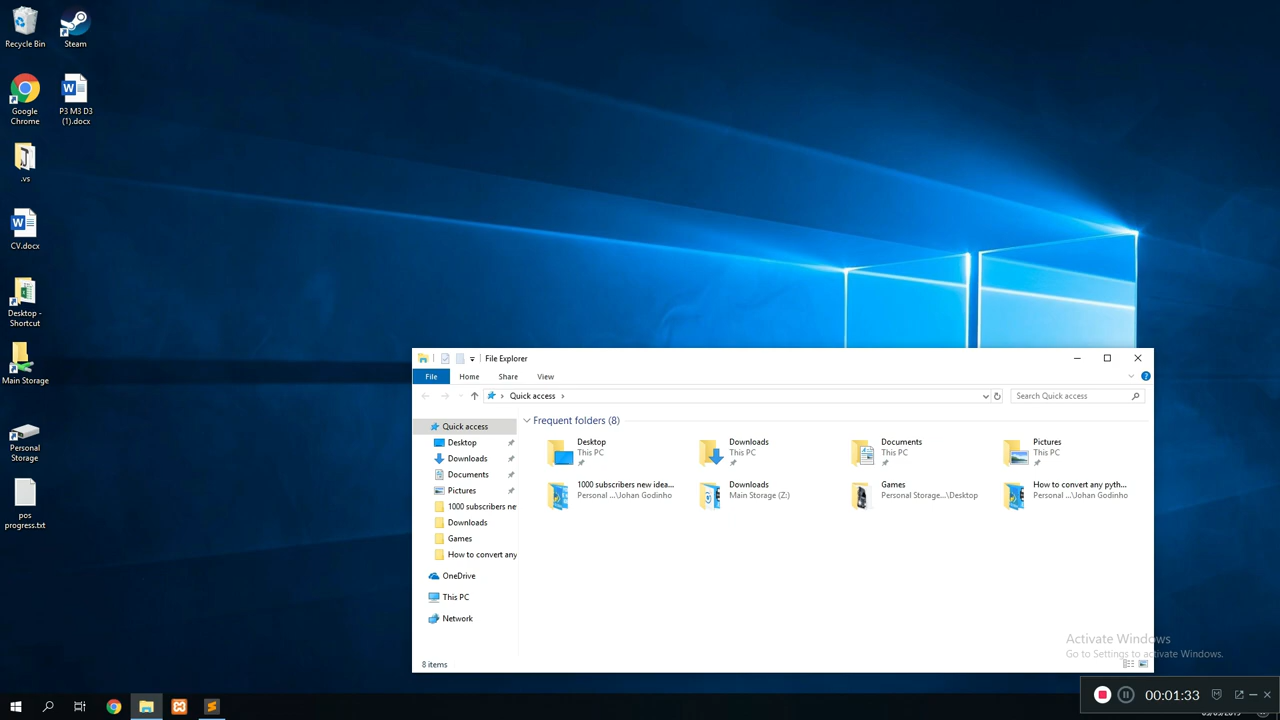 Recycle Bin
Steam
Google
Chrome
P3 M3 D3
(1).docx
.vs
CV.docx
Desktop -
Shortcut
Main Storage
Personal
Storage
pos
progress.txt
File Explorer
File
Home
Share
View
Quick access
Search Quick access
Quick access
Desktop
Downloads
Documents
Pictures
1000 subscribers ne
Downloads
Games
How to convert any
OneDrive
This PC
Network
Frequent folders (8)
Desktop
This PC
Downloads
This PC
Documents
This PC
Pictures
This PC
1000 subscribers new idea...
Personal ...\Johan Godinho
Downloads
Main Storage (Z:)
Games
Personal Storage...\Desktop
How to convert any pyth...
Personal ...\Johan Godinho
8 items
Activate Windows
Go to Settings to activate Windows.
00:01:33